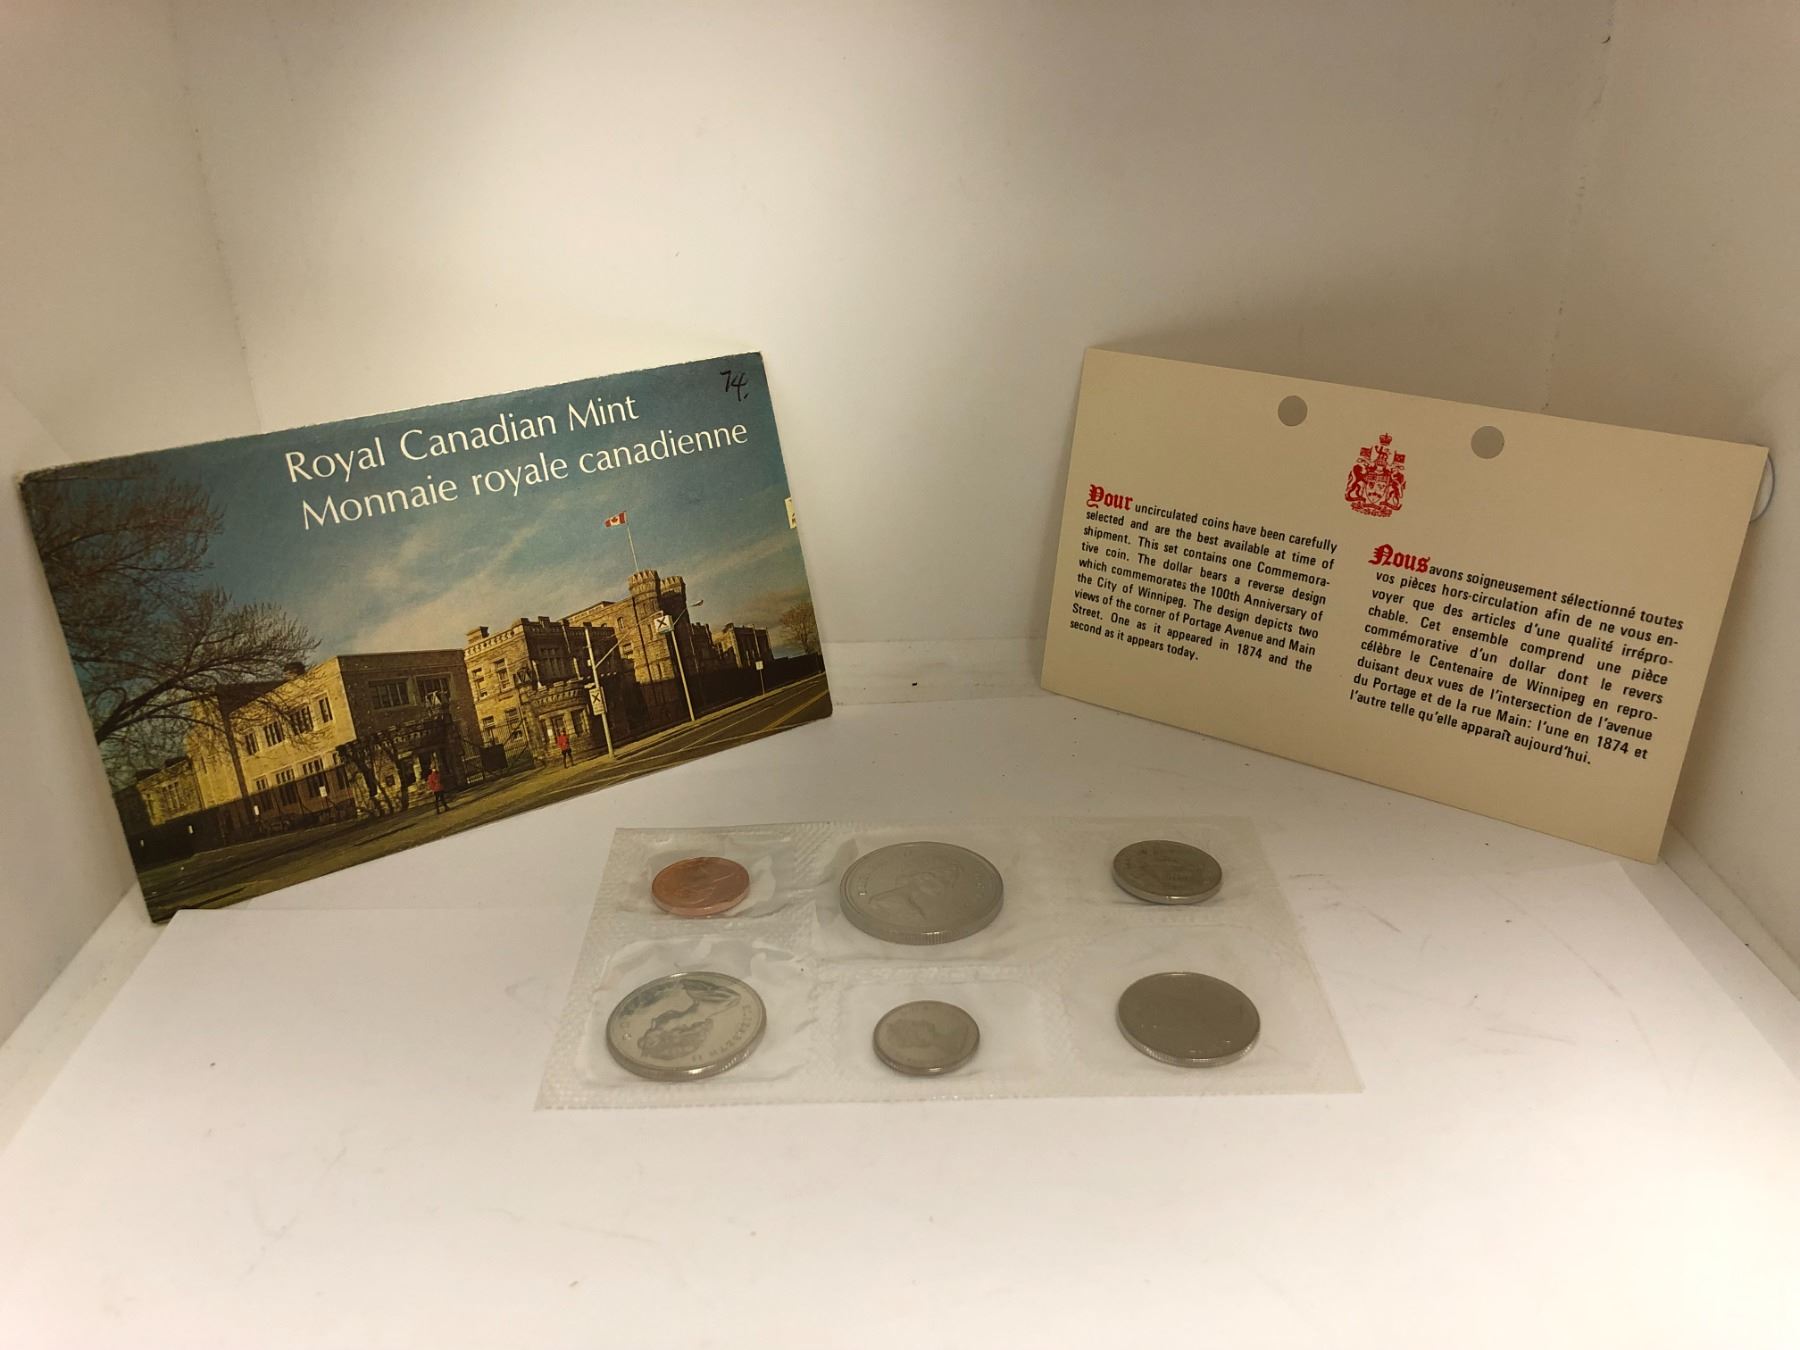 74.
Royal Canadian Mint
Monnaie royale canadienne
Your uncirculated coins have been carefully
selected and are the best available at time of
shipment. This set contains one Commemora-
tive coin. The dollar bears a reverse design
which commemorates the 100th Anniversary of
the City of Winnipeg. The design depicts two
views of the corner of Portage Avenue and Main
Street. One as it appeared in 1874 and the
second as it appears today.
Nous avons soigneusement sélectionné toutes
vos pièces hors-circulation afin de ne vous en-
voyer que des articles d'une qualité irrépro-
chable. Cet ensemble comprend une pièce
commémorative d'un dollar dont le revers
célèbre le Centenaire de Winnipeg en repro-
duisant deux vues de l'intersection de l'avenue
du Portage et de la rue Main: l'une en 1874 et
l'autre telle qu'elle apparaît aujourd'hui.
ELIZABETH II